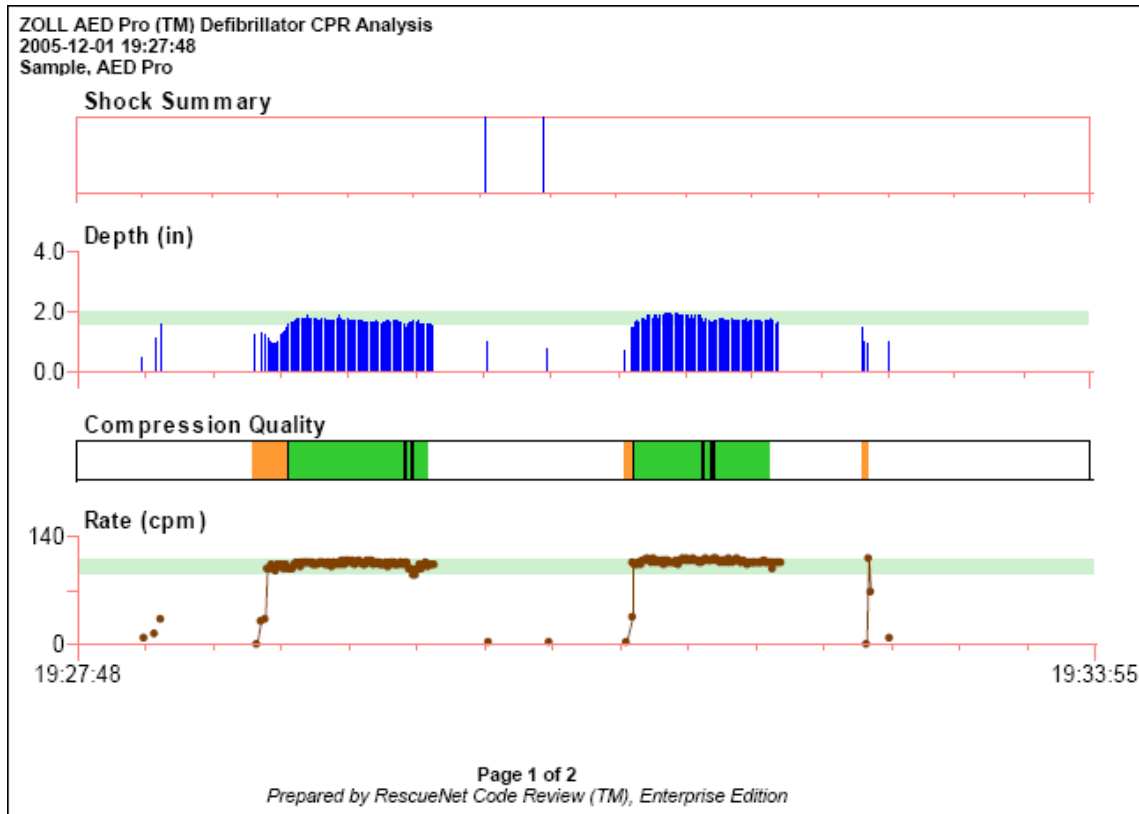 ZOLL AED Pro (TM) Defibrillator CPR Analysis
2005-12-01 19:27:48
Sample, AED Pro
Shock Summary
Depth (in)
4.0
2.0
0.0
Compression Quality
Rate (cpm)
140
0
19:27:48 19:33:55
Page 1 of 2
Prepared by RescueNet Code Review (TM), Enterprise Edition